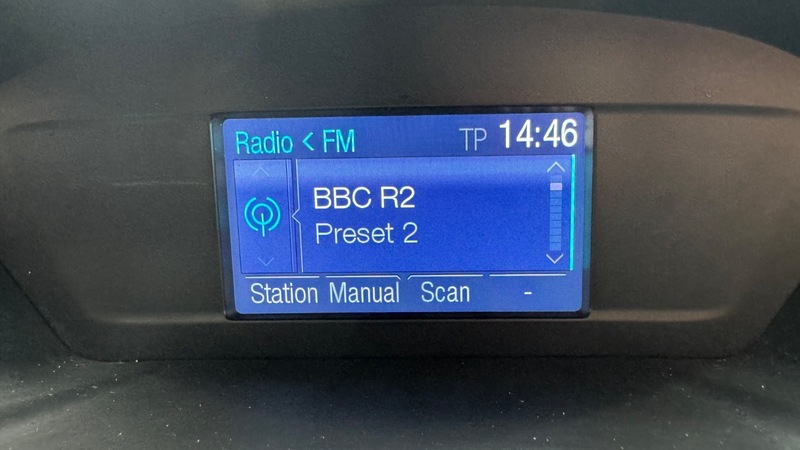 Radio < FM TP 14:46
BBC R2
Preset 2
Station Manual Scan -